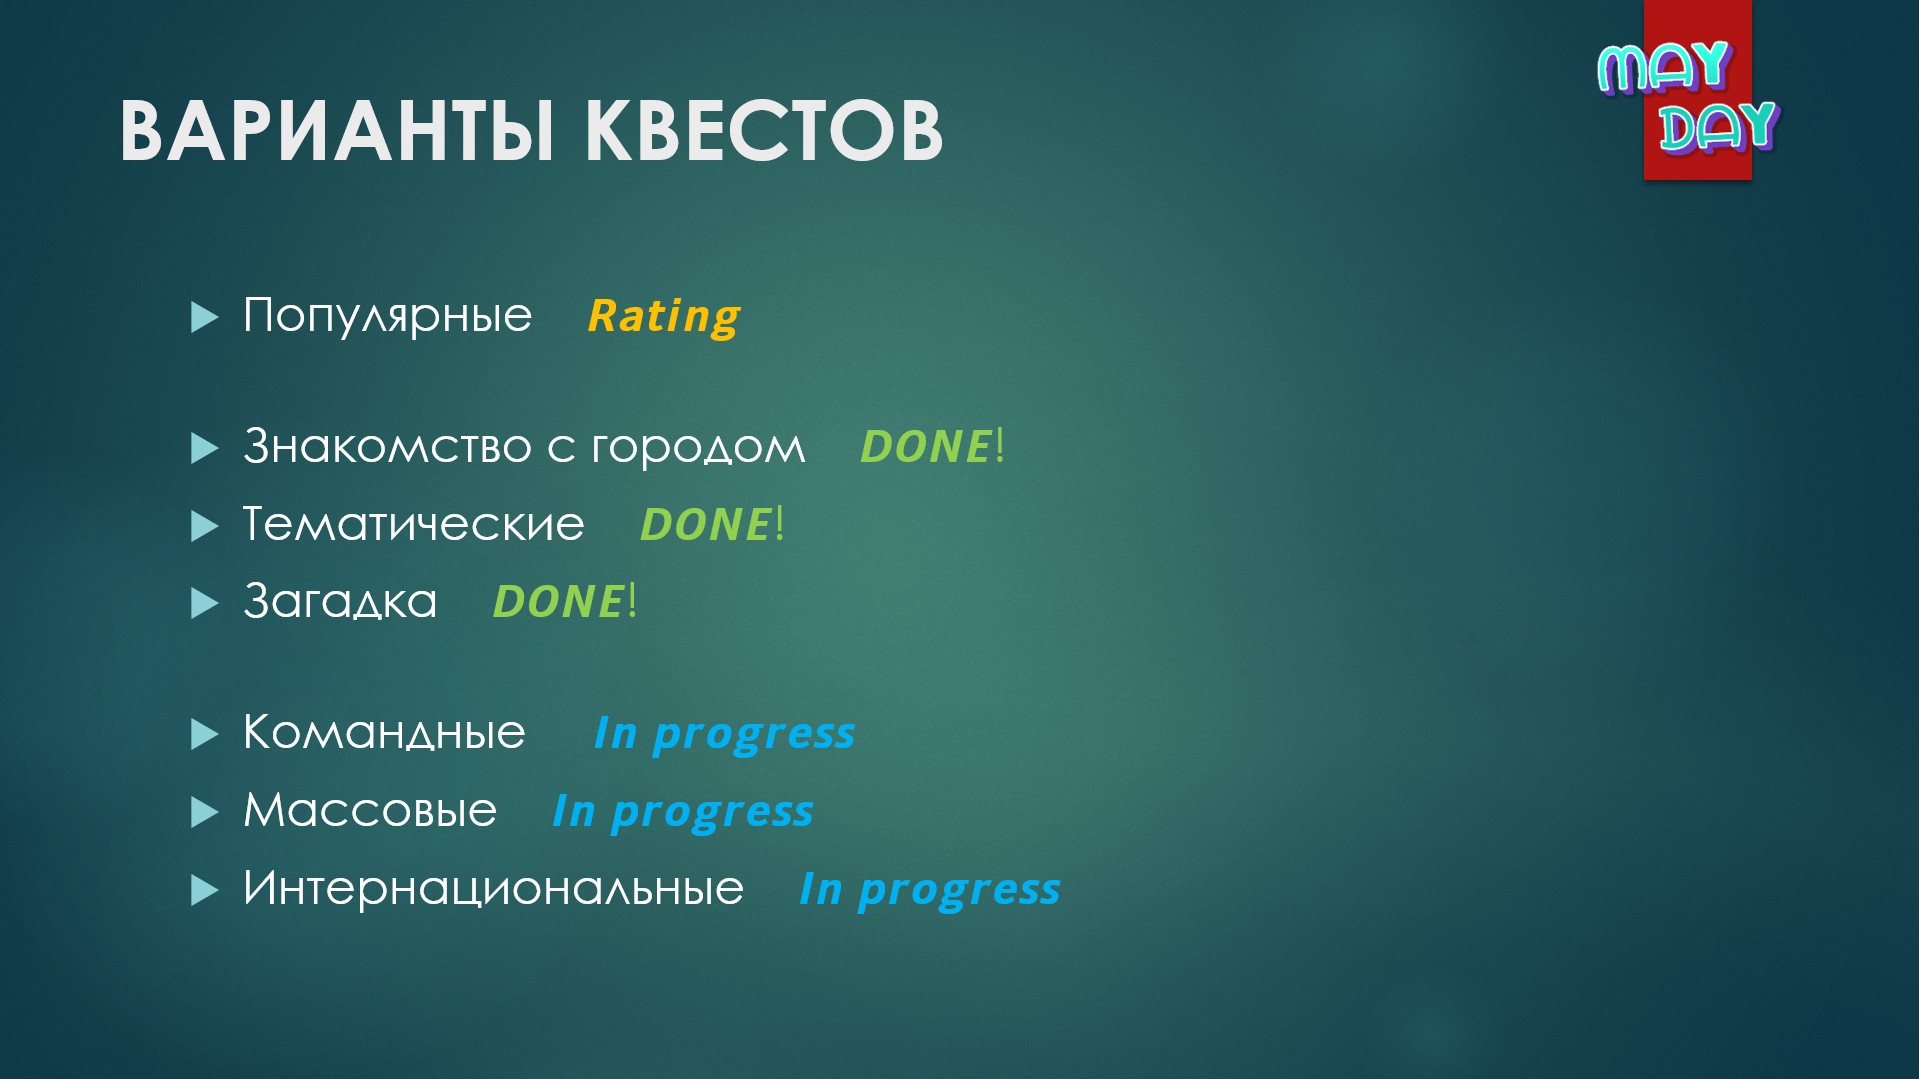 ВАРИАНТЫ КВЕСТОВ
MAY
DAY
Популярные Rating
Знакомство с городом DONE!
Тематические DONE!
Загадка DONE!
Командные In progress
Массовые In progress
Интернациональные In progress